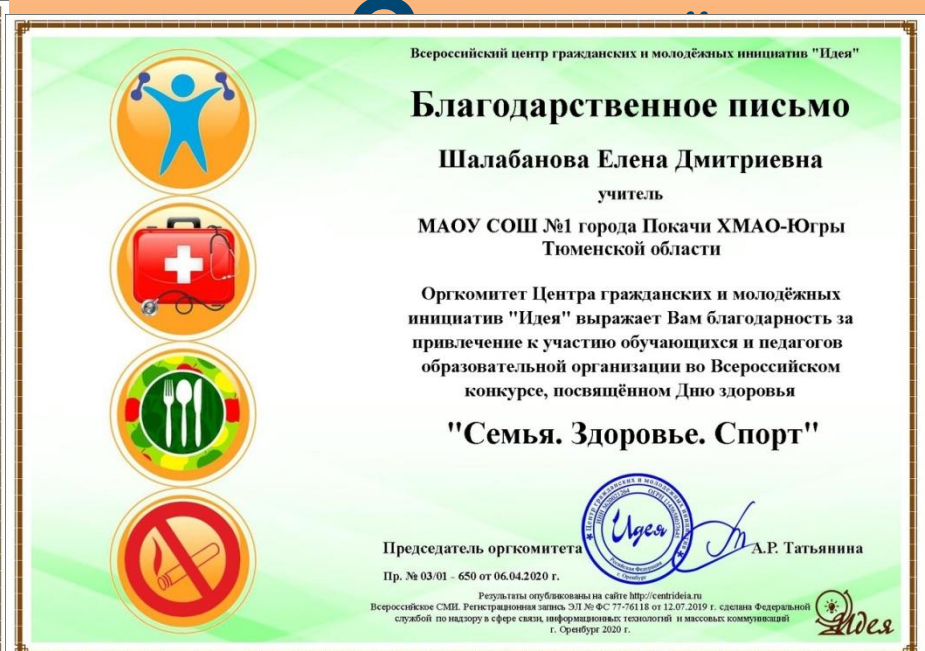 Всероссийский центр гражданских и молодёжных инициатив "Идея"
Благодарственное письмо
Шалабанова Елена Дмитриевна
учитель
МАОУ СОШ №1 города Покачи ХМАО-Югры
Тюменской области
Оргкомитет Центра гражданских и молодёжных
инициатив "Идея" выражает Вам благодарность за
привлечение к участию обучающихся и педагогов
образовательной организации во Всероссийском
конкурсе, посвящённом Дню здоровья
"Семья. Здоровье. Спорт"
Идея
Председатель оргкомитета А.Р. Татьянина
Пр. № 03/01 - 650 от 06.04.2020 г.
Результаты опубликованы на сайте http://centrideia.ru
Всероссийское СМИ. Регистрационная запись ЭЛ № ФС 77-76118 от 12.07.2019 г. сделана Федеральной
службой по надзору в сфере связи, информационных технологий и массовых коммуникаций
г. Оренбург 2020 г.
Идея